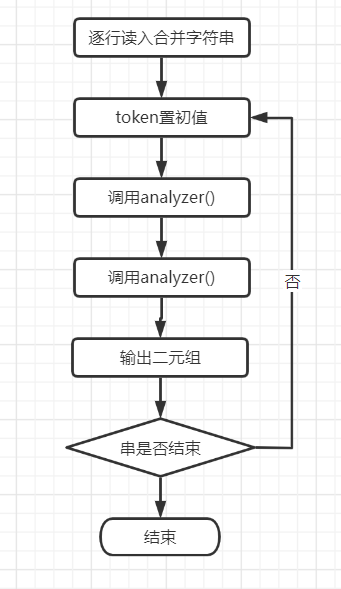 逐行读入合并字符串
token置初值
调用analyzer()
调用analyzer()
否
输出二元组
串是否结束
结束